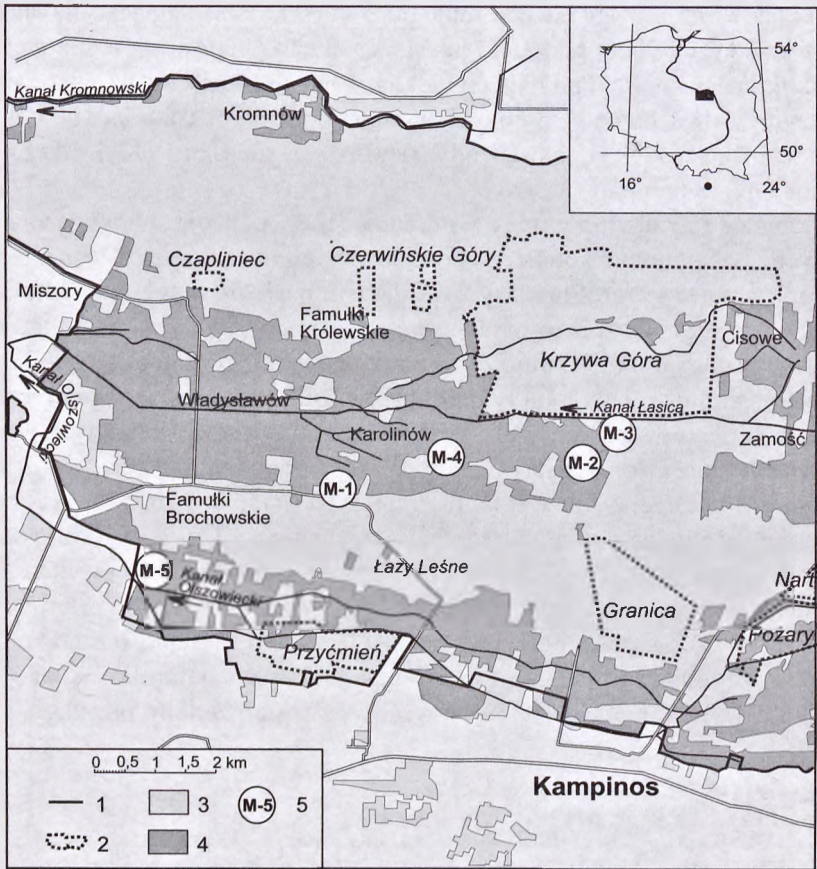 54°
50°
16°
24°
Kanał Kromnowski
Kromnów
Czapliniec
Czerwińskie Góry
Miszory
Famułki
Królewskie
Cisowe
Krzywa Góra
Kanał Olszowiecki
Władysławów
Kanał Łasica
Karolinów
M-3
Zamość
M-4
M-2
M-1
Famułki
Brochowskie
Łazy Leśne
M-5
Kanał
Olszowiecki
Nart
Granica
Pożary
Przyćmień
0 0,5 1 1,5 2 km
Kampinos
1 3 M-5 5
2 4